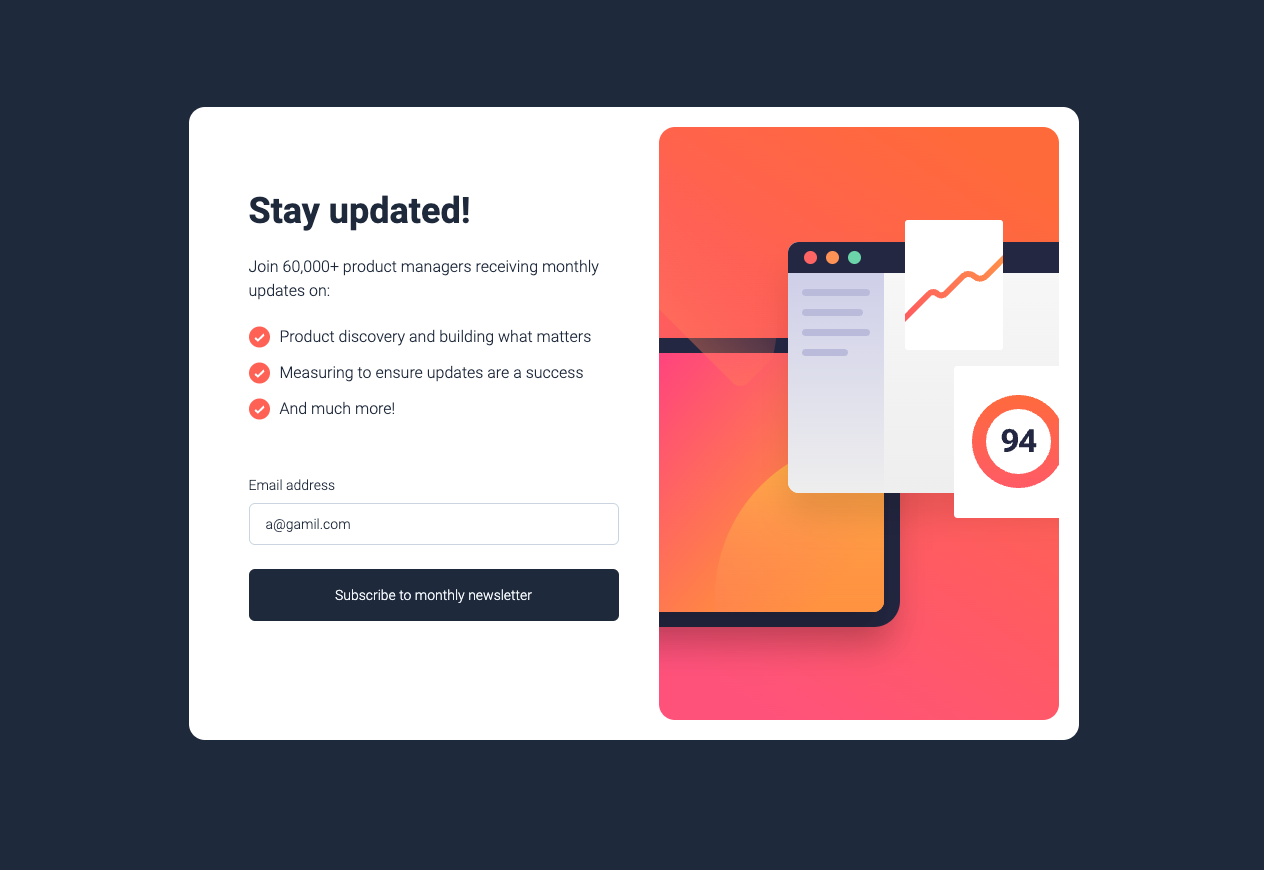 Stay updated!
Join 60,000+ product managers receiving monthly
updates on:
Product discovery and building what matters
Measuring to ensure updates are a success
And much more!
Email address
a@gamil.com
Subscribe to monthly newsletter
94